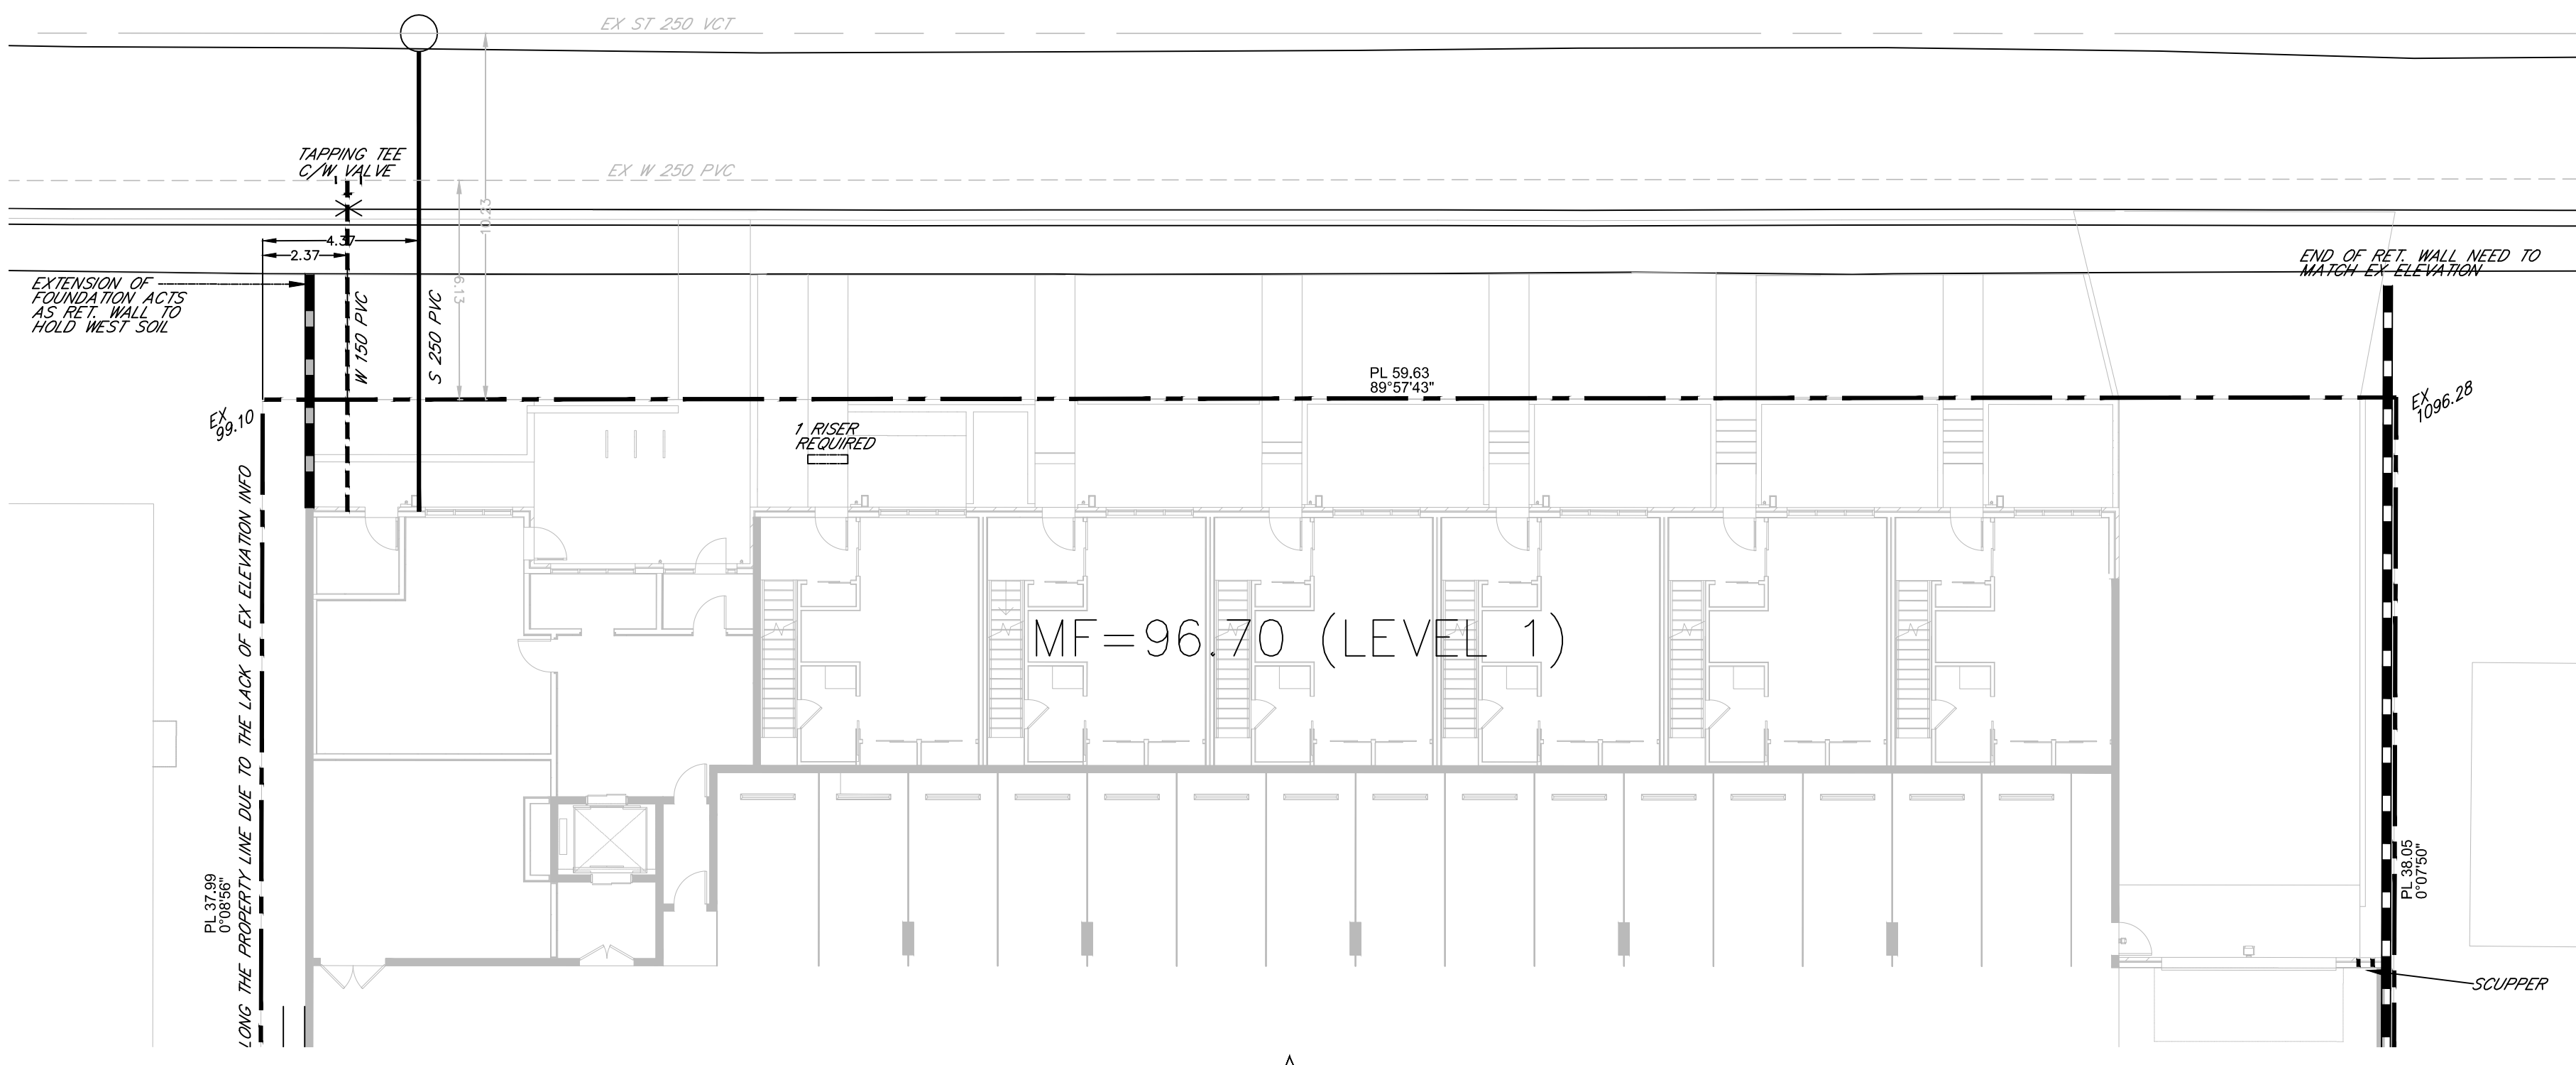 EX ST 250 VCT
TAPPING TEE
C/W VALVE
EX W 250 PVC
10.23
4.37
2.37
6.13
EXTENSION OF
FOUNDATION ACTS
AS RET. WALL TO
HOLD WEST SOIL
W 150 PVC
S 250 PVC
END OF RET. WALL NEED TO
MATCH EX ELEVATION
PL 59.63
89°57'43"
EX
99.10
EX
1096.28
1 RISER
REQUIRED
MF=96.70 (LEVEL 1)
LONG THE PROPERTY LINE DUE TO THE LACK OF EX ELEVATION INFO
PL 37.99
0°08'56"
PL 38.05
0°07'50"
SCUPPER